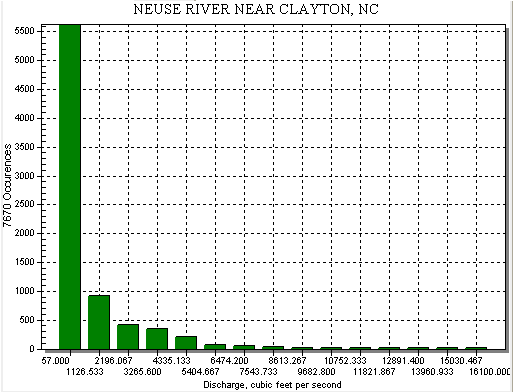 NEUSE RIVER NEAR CLAYTON, NC
7670 Occurences
5500
5000
4500
4000
3500
3000
2500
2000
1500
1000
500
0
57.000 2196.067 4335.133 6474.200 8613.267 10752.333 12891.400 15030.467
1126.533 3265.600 5404.667 7543.733 9682.800 11821.867 13960.933 16100.000
Discharge, cubic feet per second